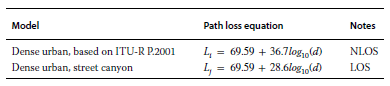 Model Path loss equation Notes
Dense urban, based on ITU-R P.2001 L₁ = 69.59 + 36.7log₁₀(d) NLOS
Dense urban, street canyon L₁ = 69.59 + 28.6log₁₀(d) LOS